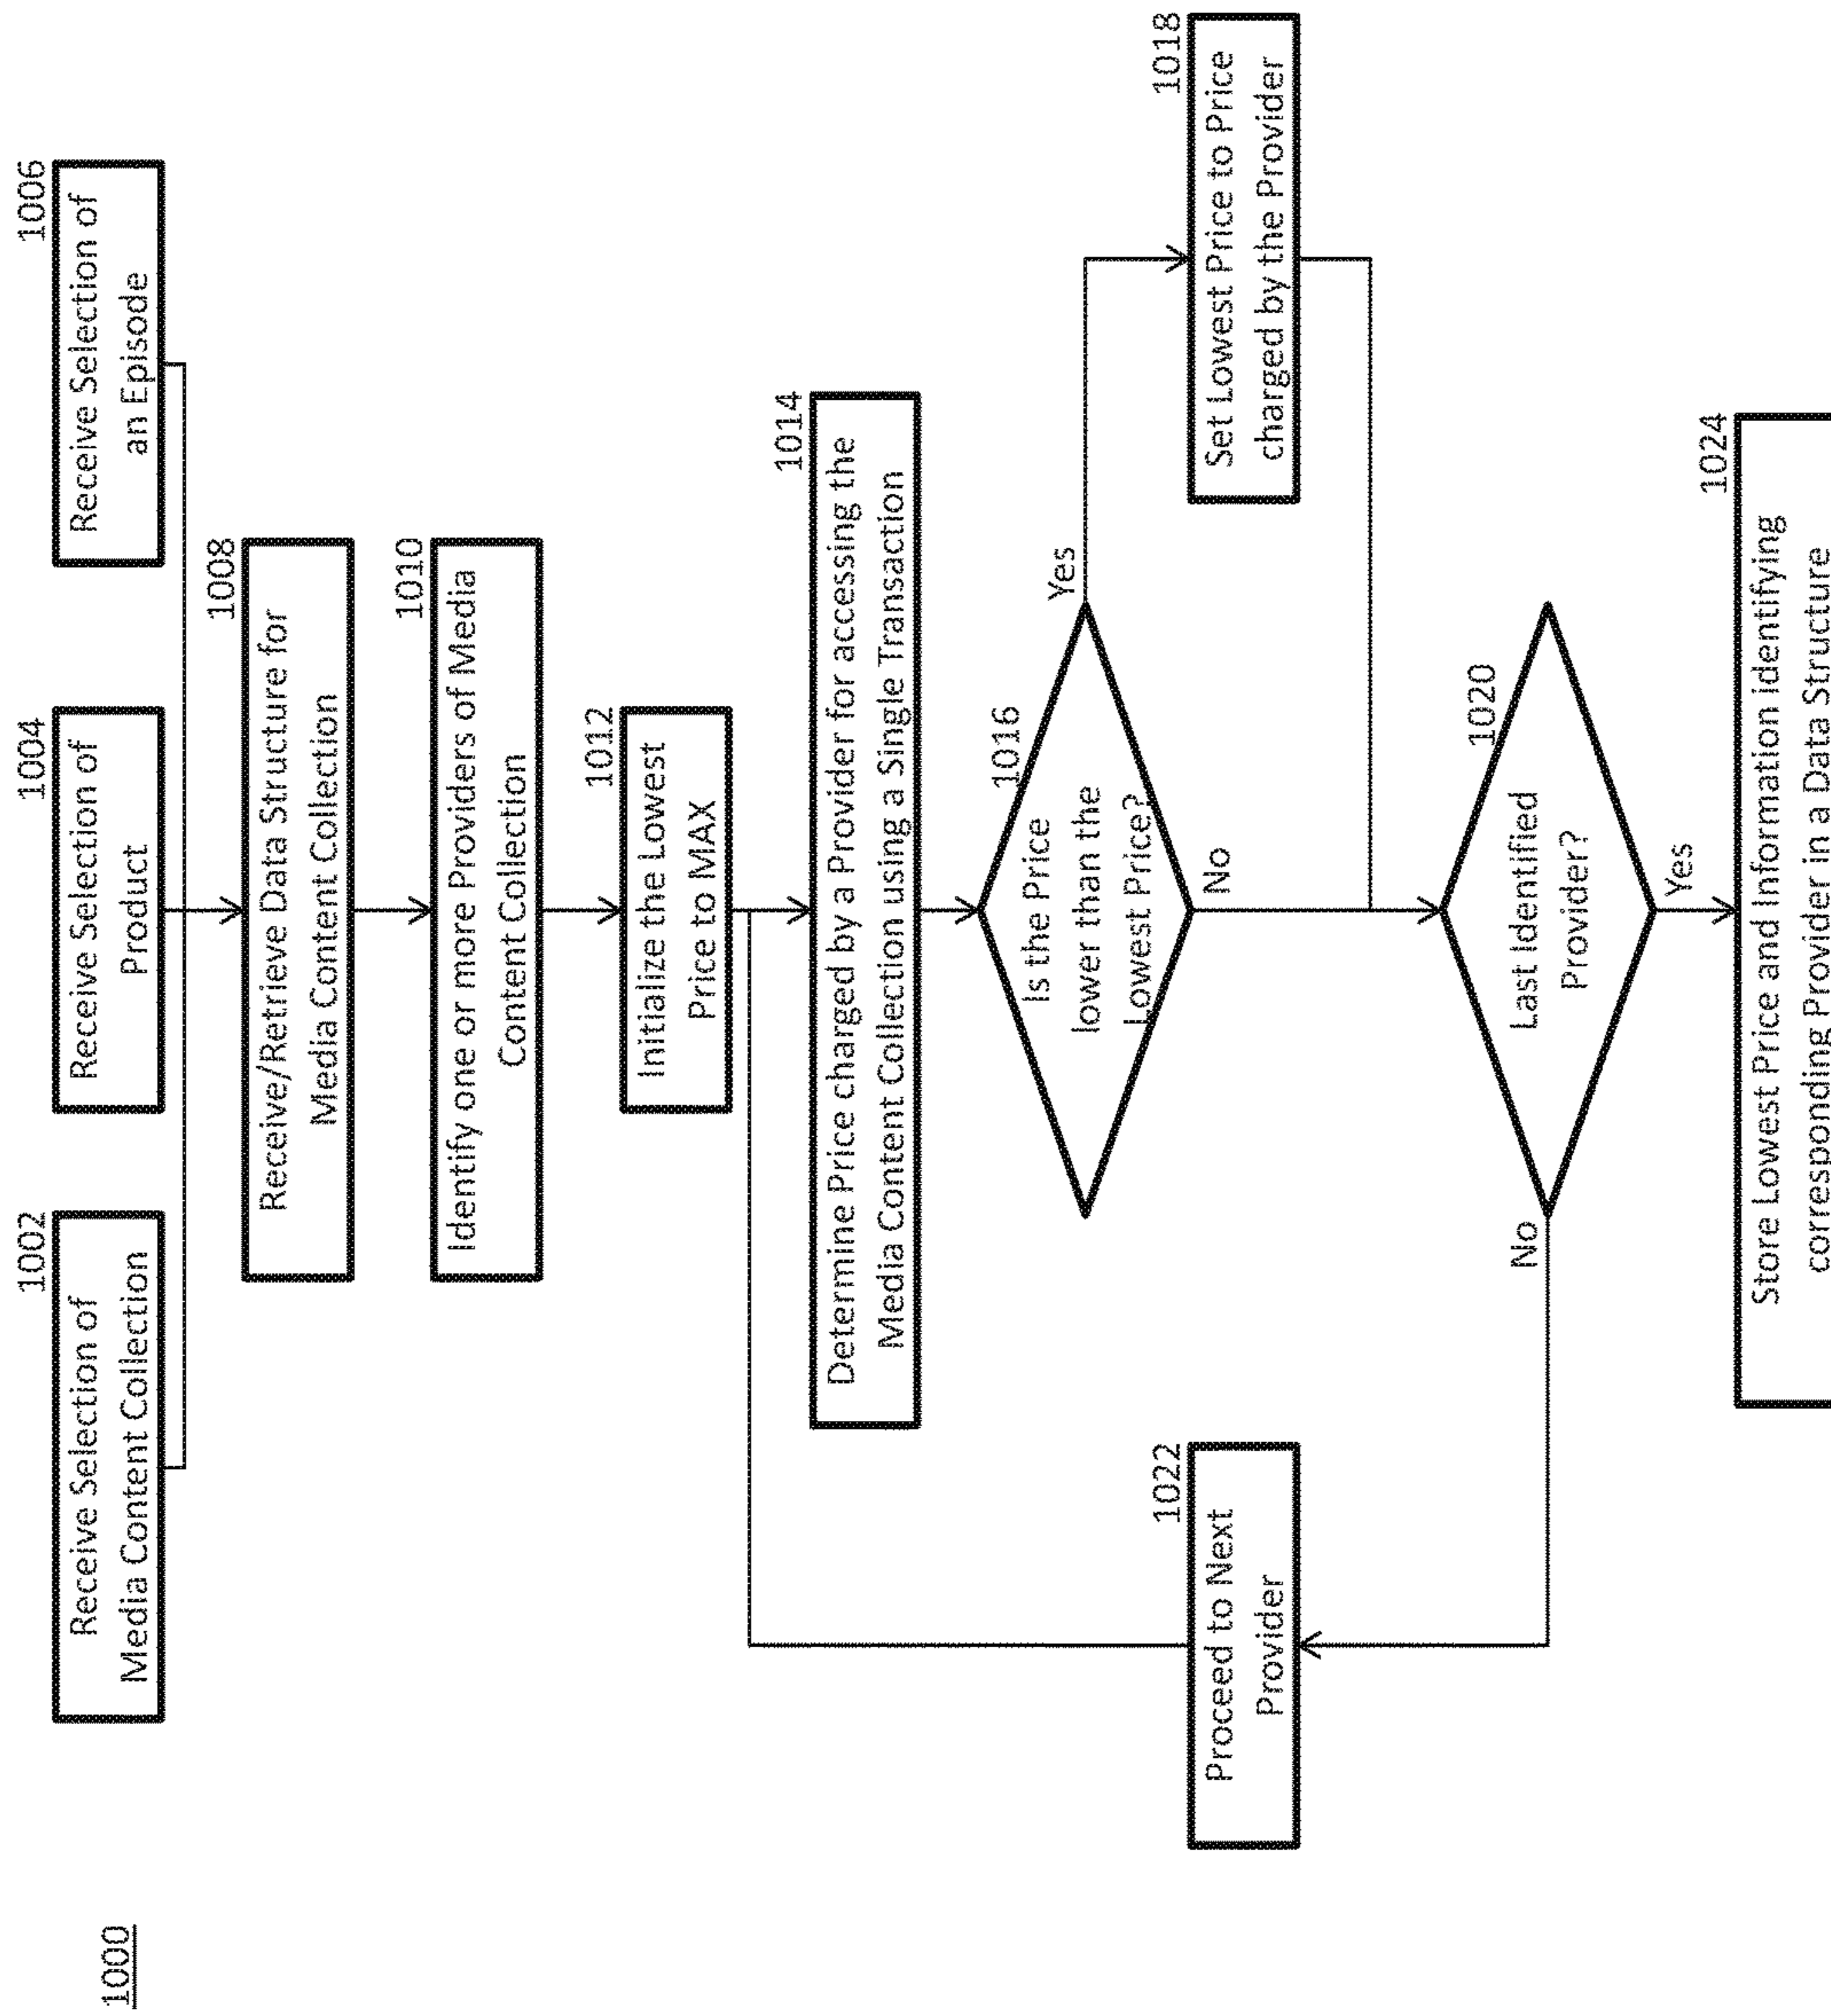 1000
1002
Receive Selection of
Media Content Collection
1004
Receive Selection of
Product
1006
Receive Selection of
an Episode
1008
Receive/Retrieve Data Structure for
Media Content Collection
1010
Identify one or more Providers of Media
Content Collection
1012
Initialize the Lowest
Price to MAX
1014
Determine Price charged by a Provider for accessing the
Media Content Collection using a Single Transaction
1016
Is the Price
lower than the
Lowest Price?
Yes
No
1018
Set Lowest Price to Price
charged by the Provider
1020
Last Identified
Provider?
No
Yes
1022
Proceed to Next
Provider
1024
Store Lowest Price and Information identifying
corresponding Provider in a Data Structure